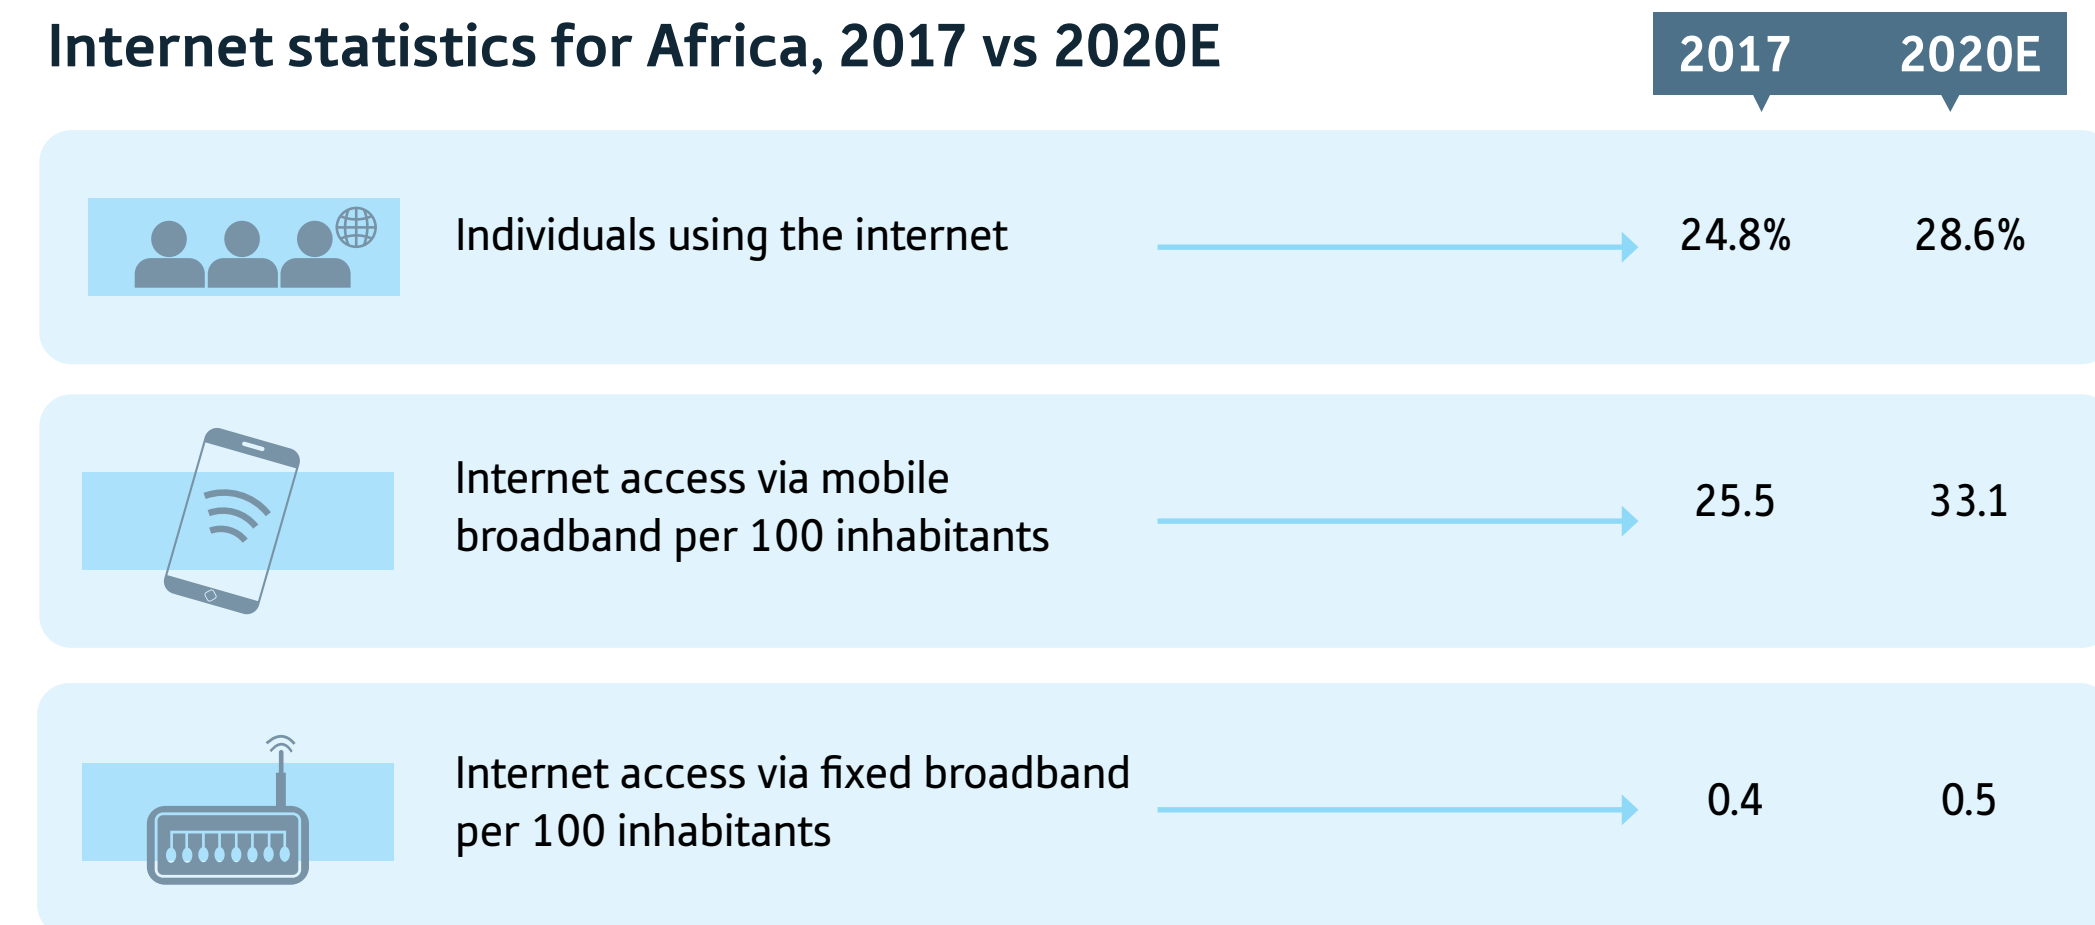 Internet statistics for Africa, 2017 vs 2020E
2017 2020E
Individuals using the internet 24.8% 28.6%
Internet access via mobile
broadband per 100 inhabitants
25.5 33.1
Internet access via fixed broadband
per 100 inhabitants
0.4 0.5